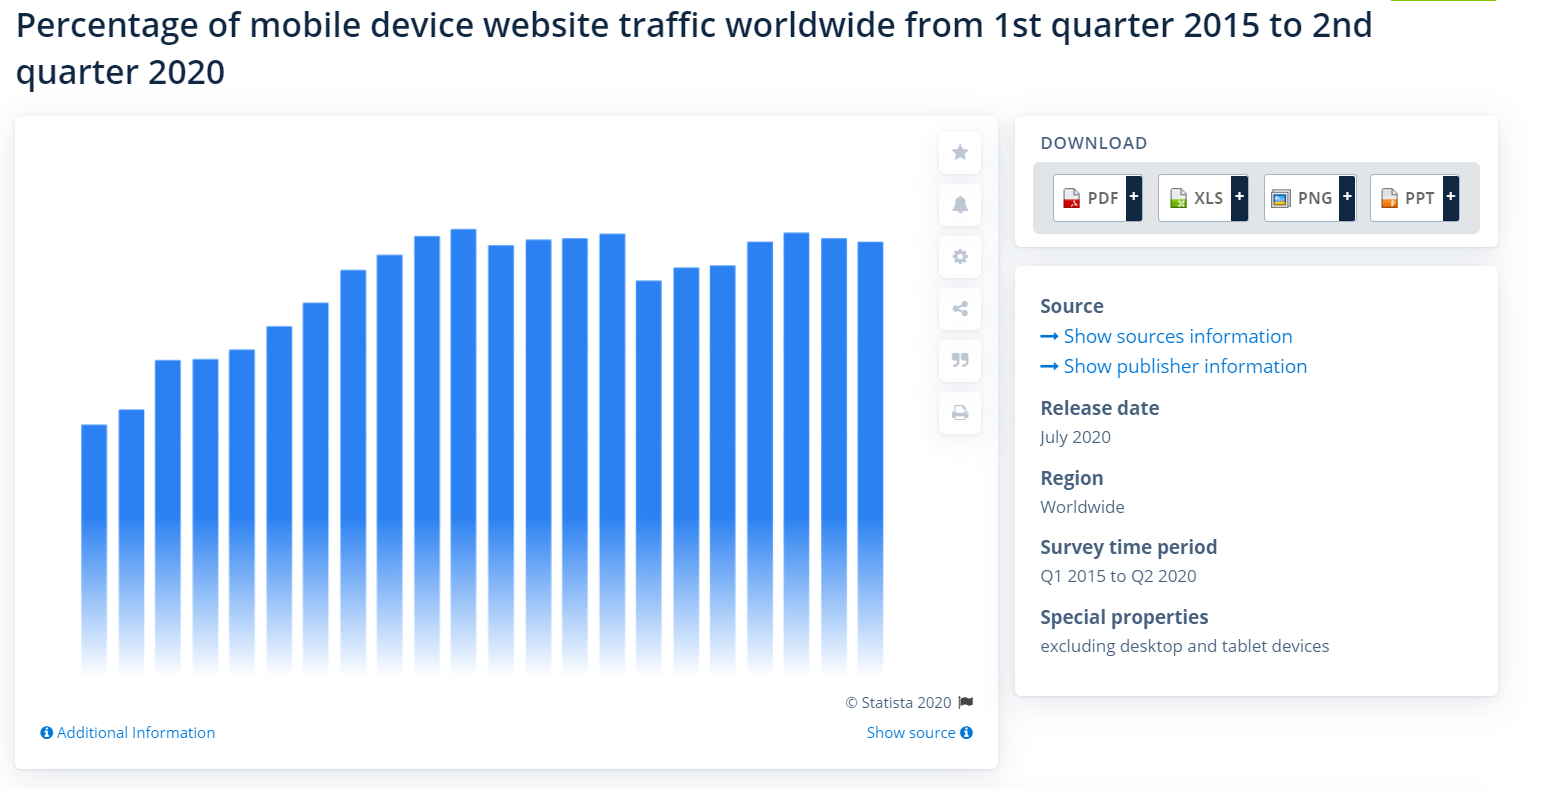 Percentage of mobile device website traffic worldwide from 1st quarter 2015 to 2nd
quarter 2020
© Statista 2020
Additional Information
Show source
DOWNLOAD
PDF + XLS + PNG + PPT +
Source
Show sources information
Show publisher information
Release date
July 2020
Region
Worldwide
Survey time period
Q1 2015 to Q2 2020
Special properties
excluding desktop and tablet devices